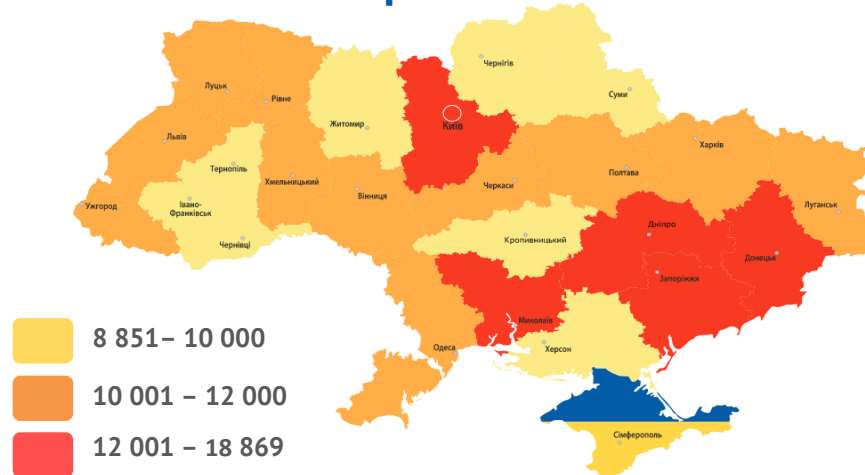 Чернігів
Суми
Луцьк
Рівне
Житомир
Київ
Львів
Харків
Тернопіль
Хмельницький
Вінниця
Черкаси
Полтава
Луганськ
Ужгород
Івано-
Франківськ
Чернівці
Кропивницький
Дніпро
Донецьк
Запоріжжя
Миколаїв
Одеса
Херсон
Сімферополь
8 851– 10 000
10 001 – 12 000
12 001 – 18 869